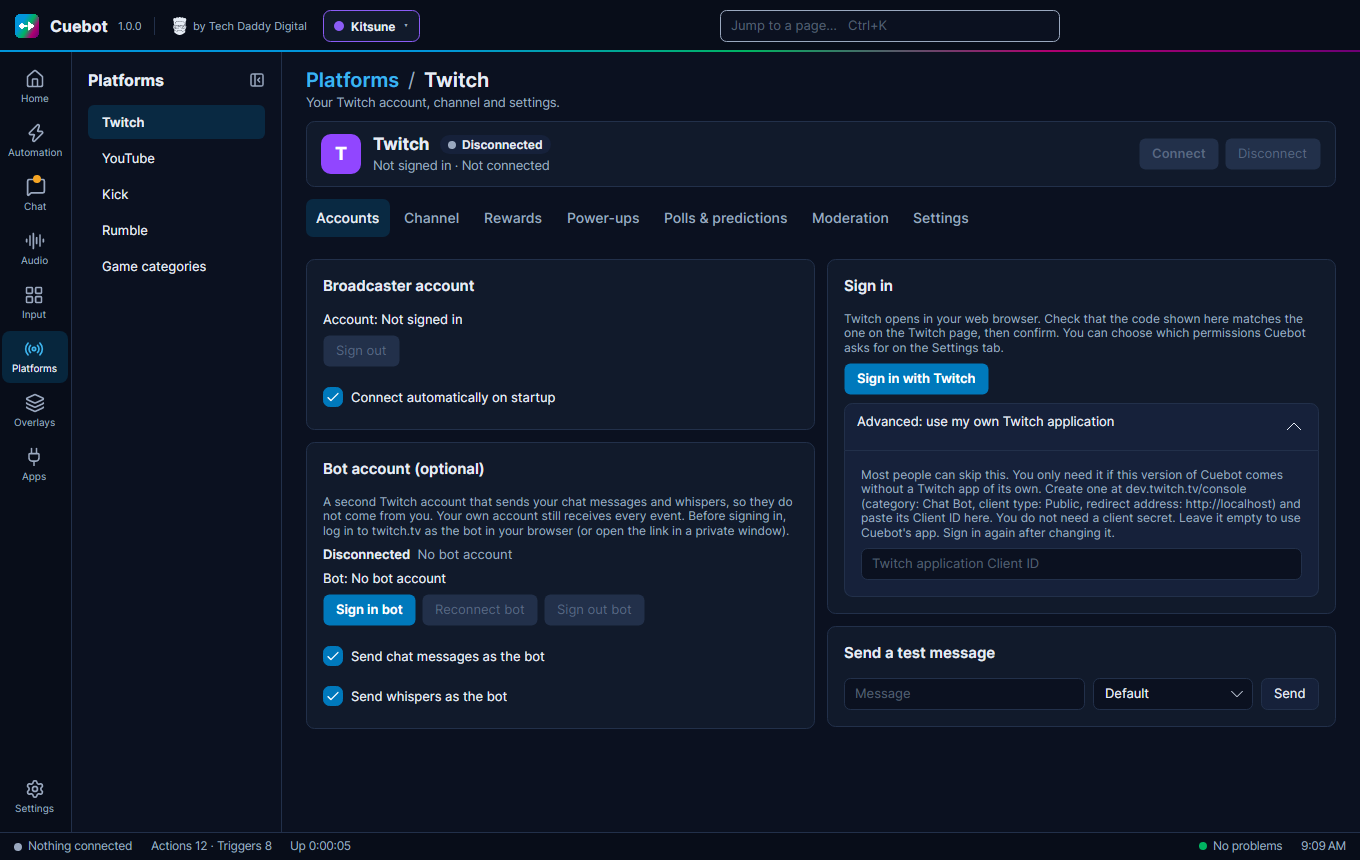 Cuebot 1.0.0 by Tech Daddy Digital Kitsune
Jump to a page... Ctrl+K
Home
Automation
Chat
Audio
Input
Platforms
Overlays
Apps
Settings
Platforms
Twitch
YouTube
Kick
Rumble
Game categories
Platforms / Twitch
Your Twitch account, channel and settings.
T
Twitch Disconnected
Not signed in · Not connected
Connect Disconnect
Accounts Channel Rewards Power-ups Polls & predictions Moderation Settings
Broadcaster account
Account: Not signed in
Sign out
Connect automatically on startup
Bot account (optional)
A second Twitch account that sends your chat messages and whispers, so they do
not come from you. Your own account still receives every event. Before signing in,
log in to twitch.tv as the bot in your browser (or open the link in a private window).
Disconnected No bot account
Bot: No bot account
Sign in bot Reconnect bot Sign out bot
Send chat messages as the bot
Send whispers as the bot
Sign in
Twitch opens in your web browser. Check that the code shown here matches the
one on the Twitch page, then confirm. You can choose which permissions Cuebot
asks for on the Settings tab.
Sign in with Twitch
Advanced: use my own Twitch application
Most people can skip this. You only need it if this version of Cuebot comes
without a Twitch app of its own. Create one at dev.twitch.tv/console
(category: Chat Bot, client type: Public, redirect address: http://localhost) and
paste its Client ID here. You do not need a client secret. Leave it empty to use
Cuebot's app. Sign in again after changing it.
Twitch application Client ID
Send a test message
Message Default Send
Nothing connected Actions 12 · Triggers 8 Up 0:00:05
No problems 9:09 AM